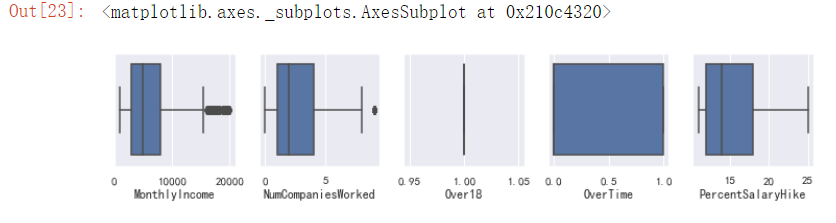 Out[23]: <matplotlib.axes._subplots.AxesSubplot at 0x210c4320>
0 10000 20000 0 5 0.95 1.00 1.05 0.0 0.5 1.0 15 20 25
MonthlyIncome NumCompaniesWorked Over18 OverTime PercentSalaryHike